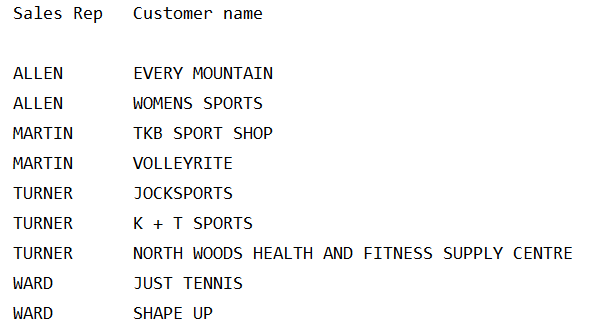 Sales Rep   Customer name
ALLEN       EVERY MOUNTAIN
ALLEN       WOMENS SPORTS
MARTIN      TKB SPORT SHOP
MARTIN      VOLLEYRITE
TURNER      JOCKSPORTS
TURNER      K + T SPORTS
TURNER      NORTH WOODS HEALTH AND FITNESS SUPPLY CENTRE
WARD        JUST TENNIS
WARD        SHAPE UP